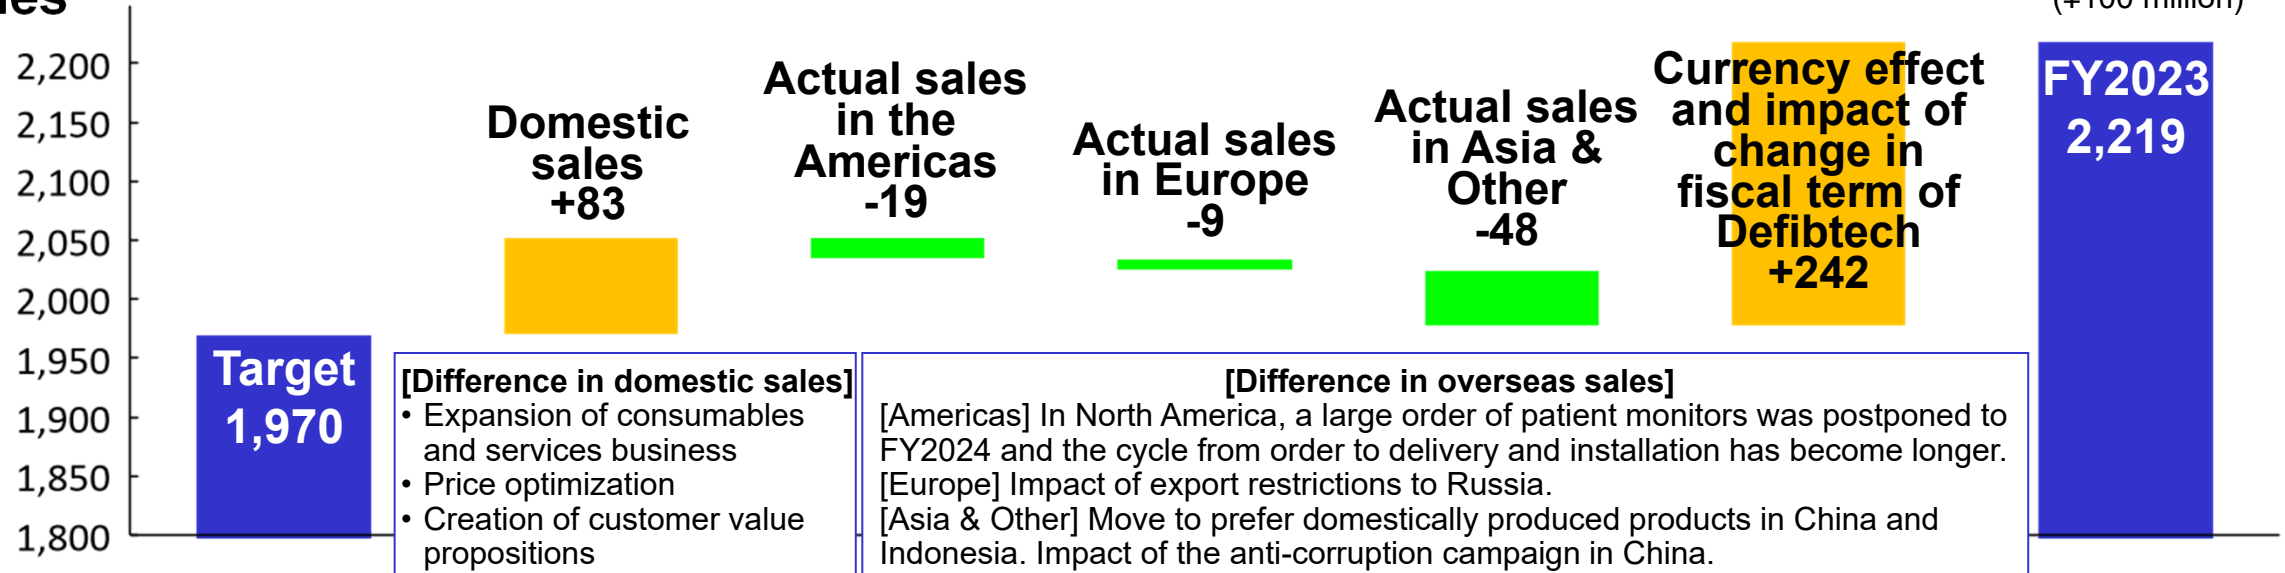 2,200
2,150
2,100
2,050
2,000
1,950
1,900
1,850
1,800
Target
1,970
Domestic
sales
+83
Actual sales
in the
Americas
-19
Actual sales
in Europe
-9
Actual sales
in Asia &
Other
-48
Currency effect
and impact of
change in
fiscal term of
Defibtech
+242
FY2023
2,219
[Difference in domestic sales]
• Expansion of consumables
and services business
• Price optimization
• Creation of customer value
propositions
[Difference in overseas sales]
[Americas] In North America, a large order of patient monitors was postponed to
FY2024 and the cycle from order to delivery and installation has become longer.
[Europe] Impact of export restrictions to Russia.
[Asia & Other] Move to prefer domestically produced products in China and
Indonesia. Impact of the anti-corruption campaign in China.